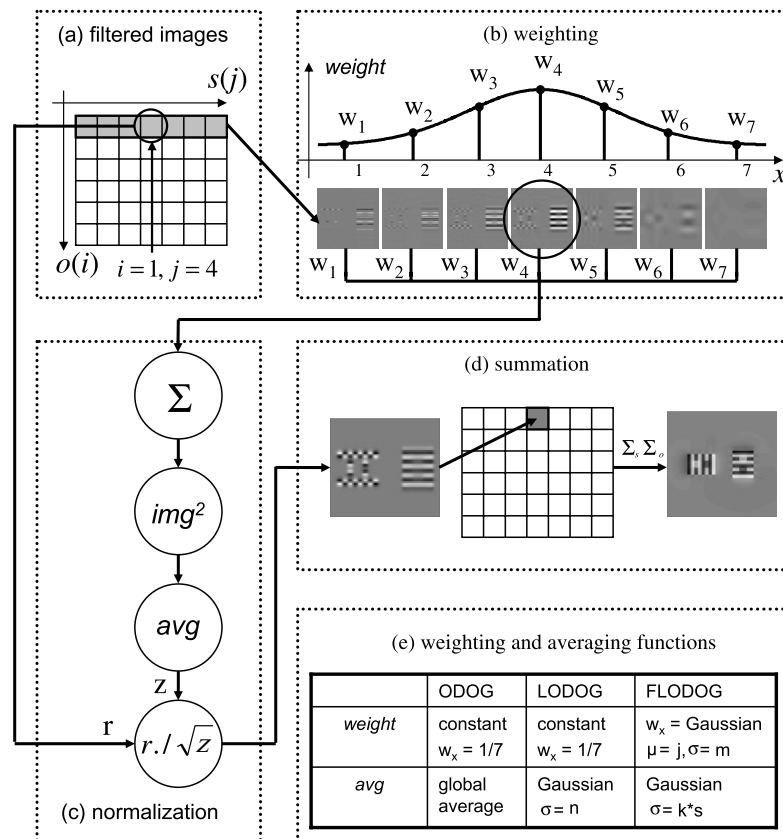 (a) filtered images
s(j)
o(i)
i = 1, j = 4
(b) weighting
weight
w₁ w₂ w₃ w₄ w₅ w₆ w₇
1 2 3 4 5 6 7 x
w₁ w₂ w₃ w₄ w₅ w₆ w₇
Σ
img²
avg
z
r
r./√z
(c) normalization
(d) summation
Σₛ Σₒ
(e) weighting and averaging functions
ODOG LODOG FLODOG
weight constant constant wₓ = Gaussian
wₓ = 1/7 wₓ = 1/7 μ = j, σ = m
avg global Gaussian Gaussian
average σ = n σ = k*s